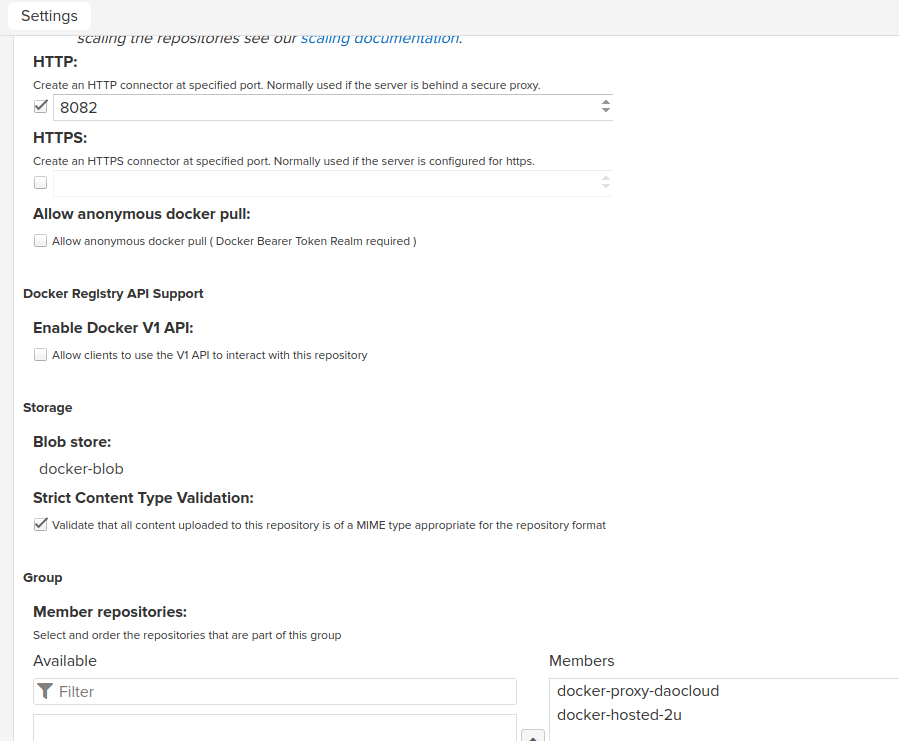 Settings
scaling the repositories see our scaling documentation.
HTTP:
Create an HTTP connector at specified port. Normally used if the server is behind a secure proxy.
8082
HTTPS:
Create an HTTPS connector at specified port. Normally used if the server is configured for https.
Allow anonymous docker pull:
Allow anonymous docker pull ( Docker Bearer Token Realm required )
Docker Registry API Support
Enable Docker V1 API:
Allow clients to use the V1 API to interact with this repository
Storage
Blob store:
docker-blob
Strict Content Type Validation:
Validate that all content uploaded to this repository is of a MIME type appropriate for the repository format
Group
Member repositories:
Select and order the repositories that are part of this group
Available
Members
Filter
docker-proxy-daocloud
docker-hosted-2u